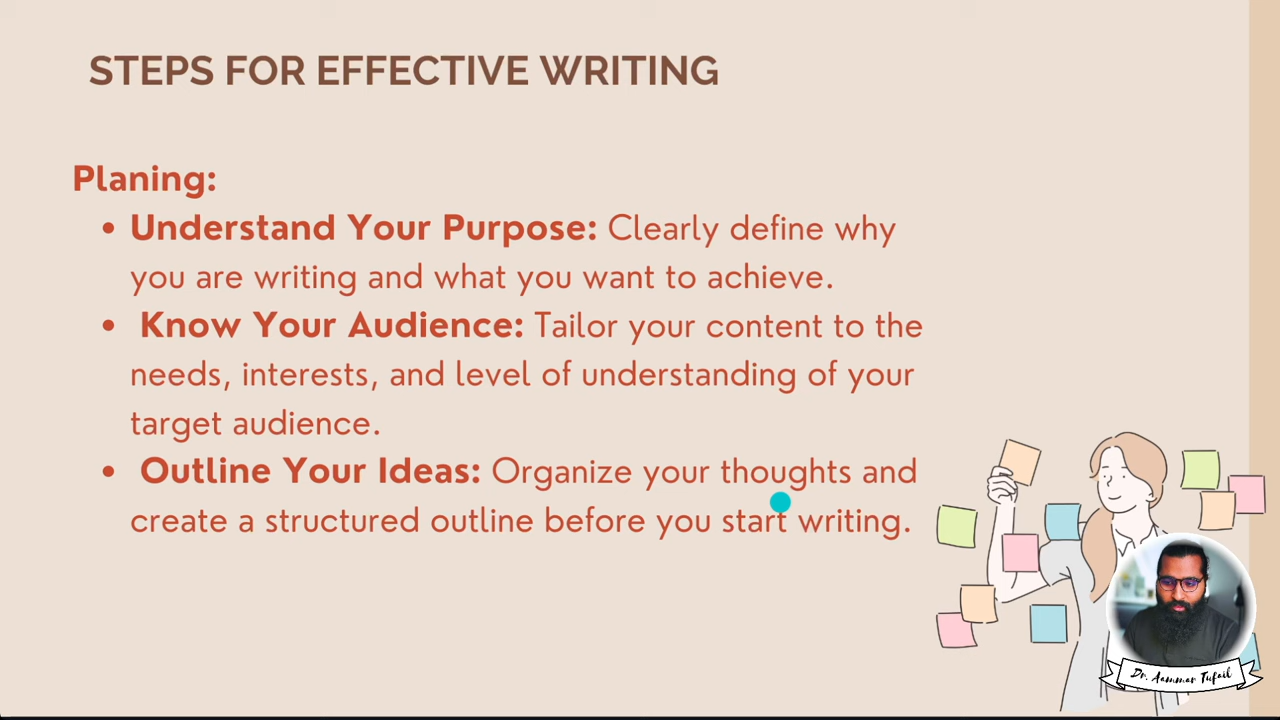 STEPS FOR EFFECTIVE WRITING
Planing:
• Understand Your Purpose: Clearly define why
you are writing and what you want to achieve.
• Know Your Audience: Tailor your content to the
needs, interests, and level of understanding of your
target audience.
• Outline Your Ideas: Organize your thoughts and
create a structured outline before you start writing.
Dr. Aammar Tufail